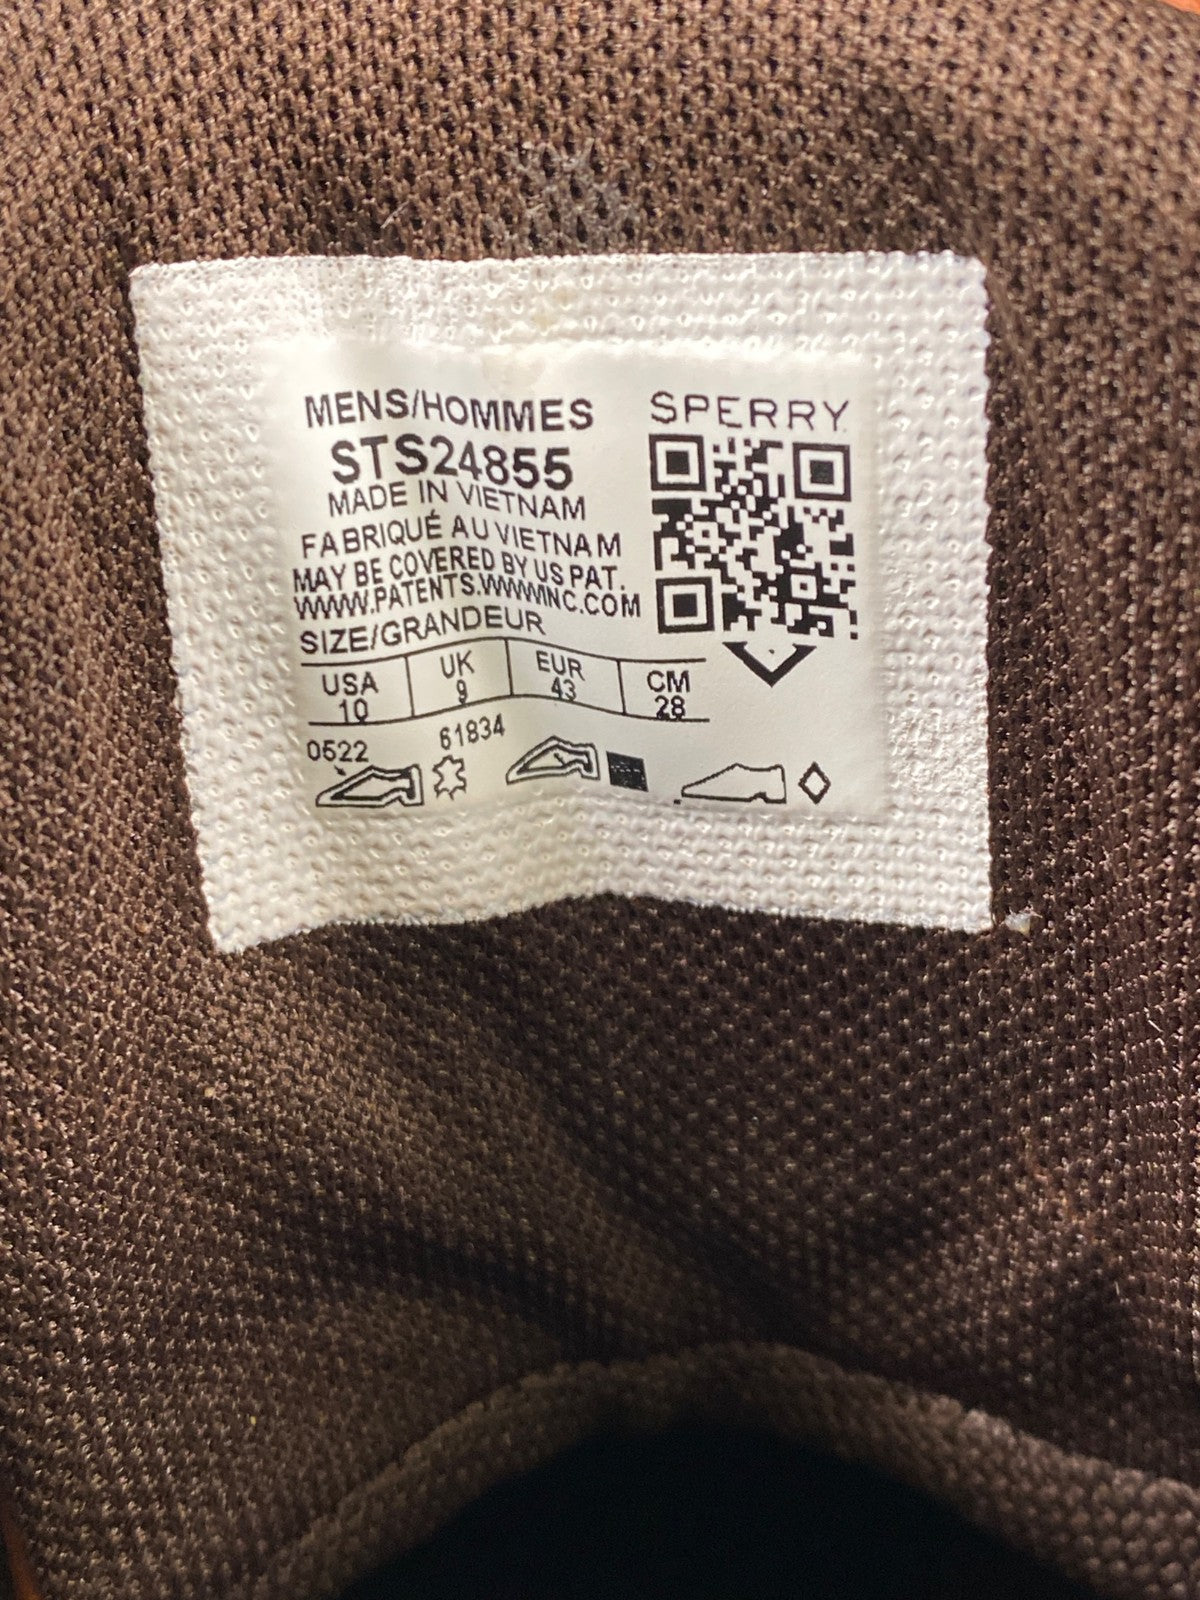 MENS/HOMMES
STS24855
MADE IN VIETNAM
FABRIQUÉ AU VIETNAM
MAY BE COVERED BY US PAT.
WWW.PATENTS.WWWINC.COM
SIZE/GRANDEUR
USA UK EUR CM
10 9 43 28
0522 61834
SPERRY